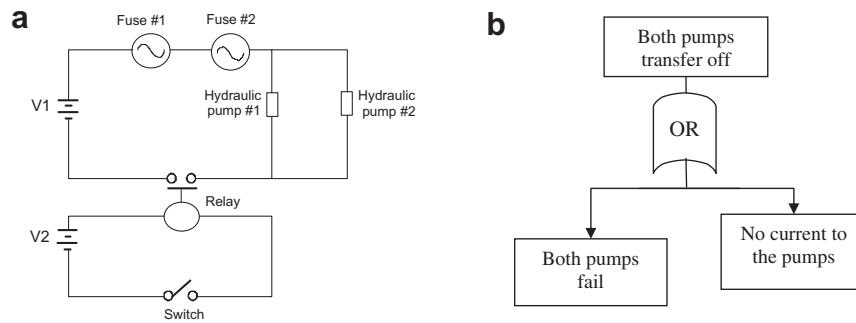 a
Fuse #1
Fuse #2
V1
Hydraulic
pump #1
Hydraulic
pump #2
Relay
V2
Switch
b
Both pumps
transfer off
OR
Both pumps
fail
No current to
the pumps